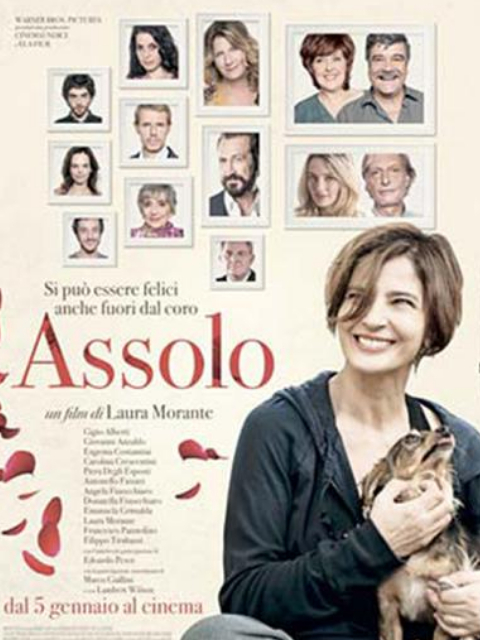 WARNER BROS. PICTURES
CINEMAUNDICI
Si può essere felici
anche fuori dal coro
Assolo
un film di Laura Morante
Gigio Alberti
Giovanni Anzaldo
Eugenia Costantini
Carolina Crescentini
Piera Degli Esposti
Antonello Fassari
Angela Finocchiaro
Donatella Finocchiaro
Emanuela Grimalda
Laura Morante
Francesco Pannofino
Filippo Tirabassi
Edoardo Pesce
Marco Giallini
Lambert Wilson
dal 5 gennaio al cinema